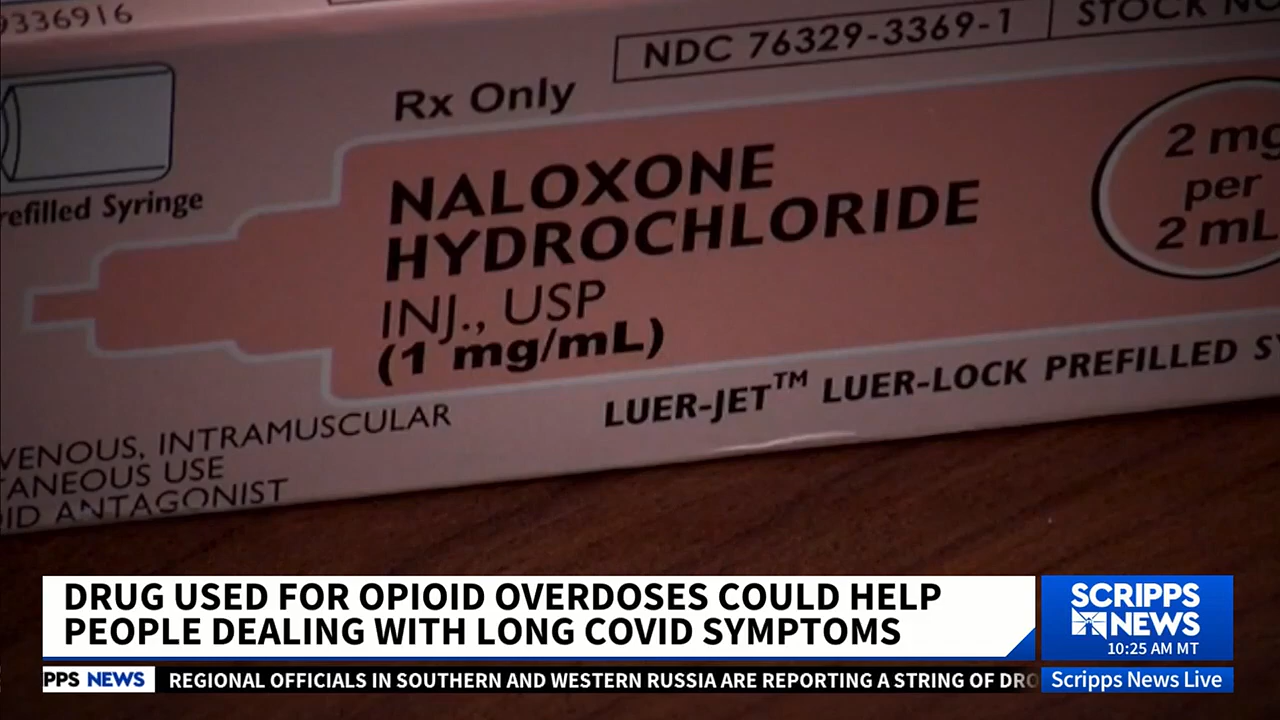 9336916
NDC 76329-3369-1
STOCK NO
Rx Only
refilled Syringe
NALOXONE
HYDROCHLORIDE
INJ., USP
(1 mg/mL)
2 mg
per
2 mL
LUER-JET™ LUER-LOCK PREFILLED S
VENOUS, INTRAMUSCULAR
TANEOUS USE
ID ANTAGONIST
DRUG USED FOR OPIOID OVERDOSES COULD HELP
PEOPLE DEALING WITH LONG COVID SYMPTOMS
SCRIPPS
NEWS
10:25 AM MT
PPS NEWS
REGIONAL OFFICIALS IN SOUTHERN AND WESTERN RUSSIA ARE REPORTING A STRING OF DRO
Scripps News Live